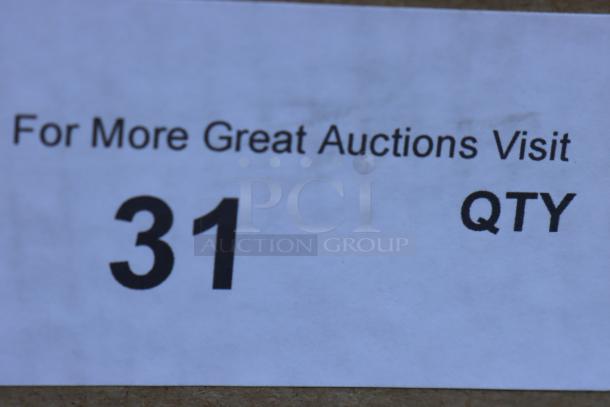 For More Great Auctions Visit
31 QTY
PCI
AUCTION GROUP